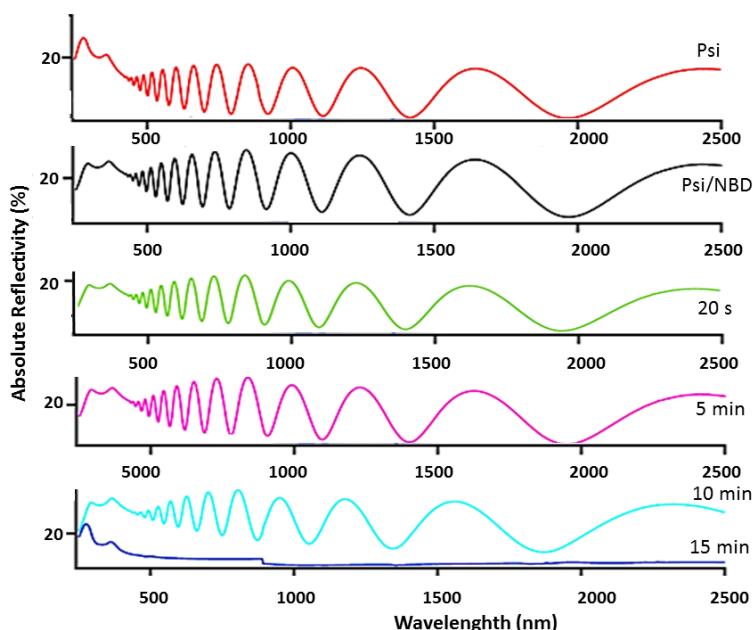 Absolute Reflectivity (%)
Psi
20
500 1000 1500 2000 2500
20
Psi/NBD
500 1000 1500 2000 2500
20
20 s
500 1000 1500 2000 2500
20
5 min
5000 1000 1500 2000 2500
10 min
20
15 min
500 1000 1500 2000 2500
Wavelenghth (nm)